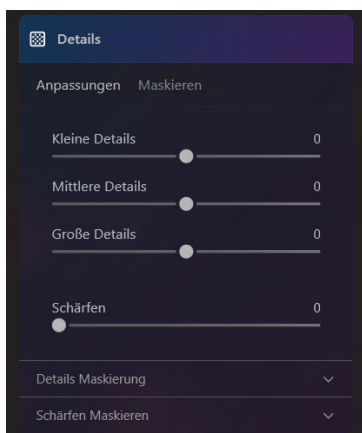 Details
Anpassungen Maskieren
Kleine Details 0
Mittlere Details 0
Große Details 0
Schärfen 0
Details Maskierung
Schärfen Maskieren